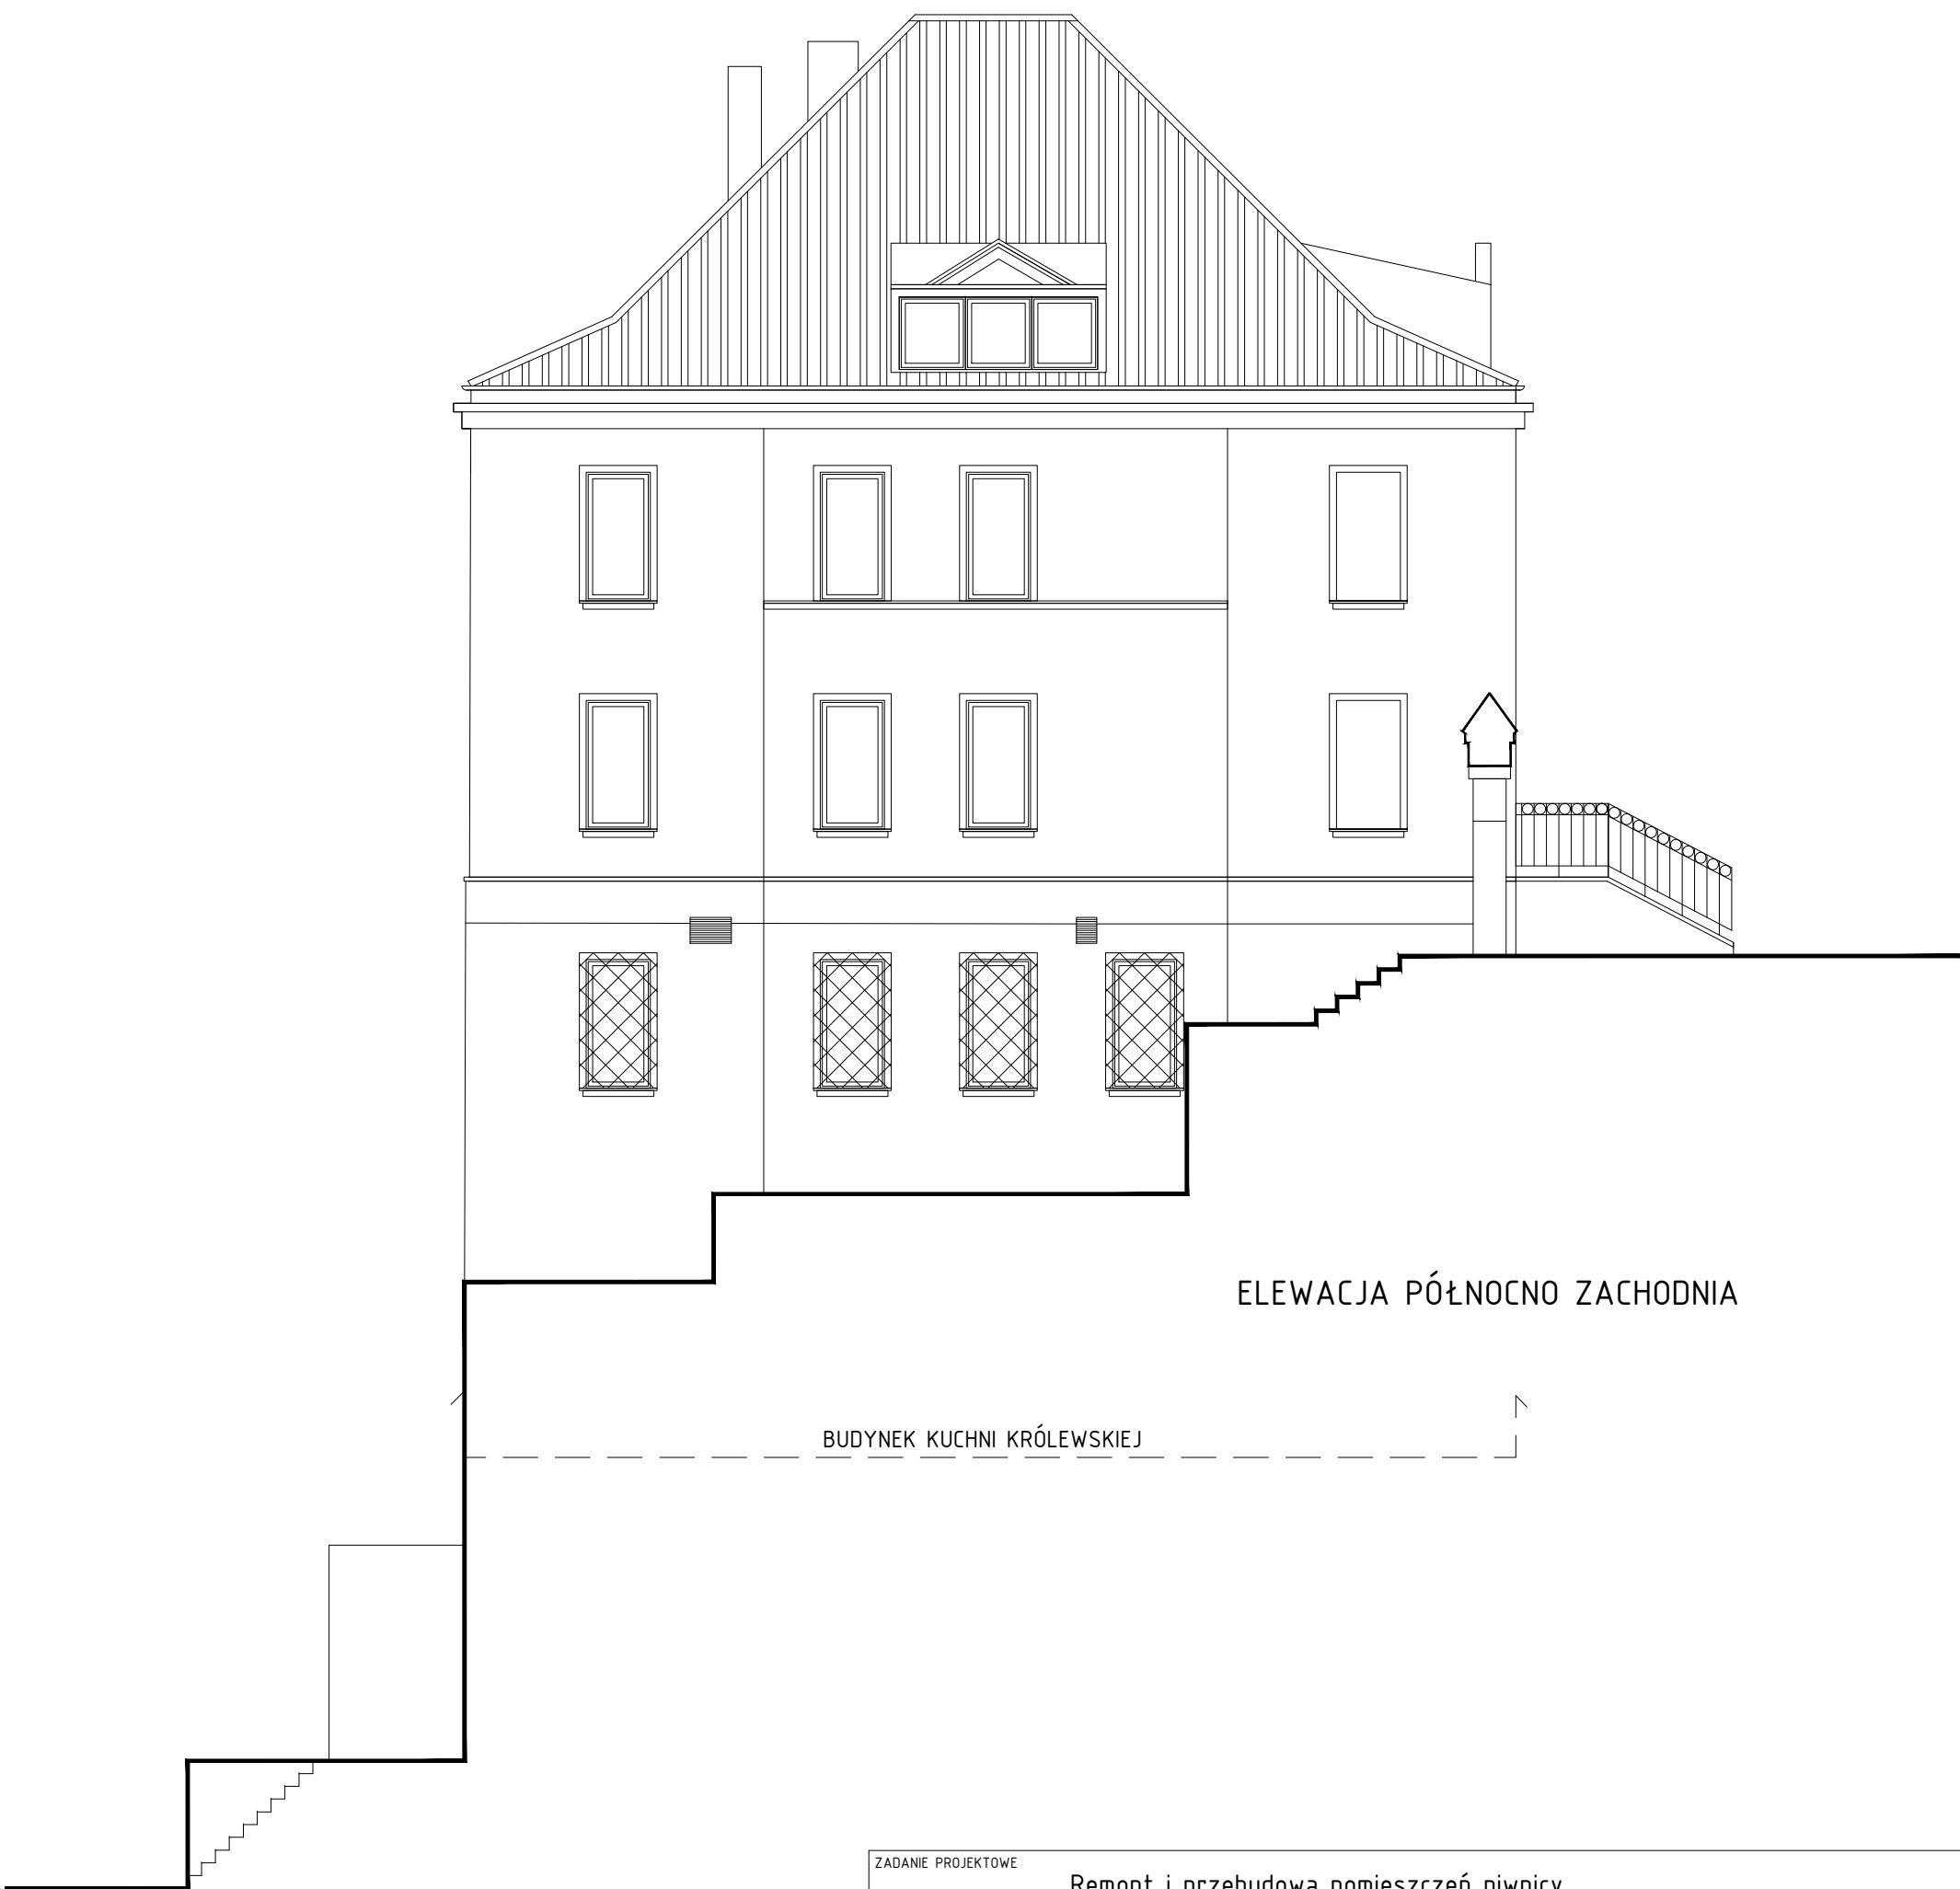 ELEWACJA PÓŁNOCNO ZACHODNIA
BUDYNEK KUCHNI KRÓLEWSKIEJ
ZADANIE PROJEKTOWE
Remont i przebudowa pomieszczeń piwnicy